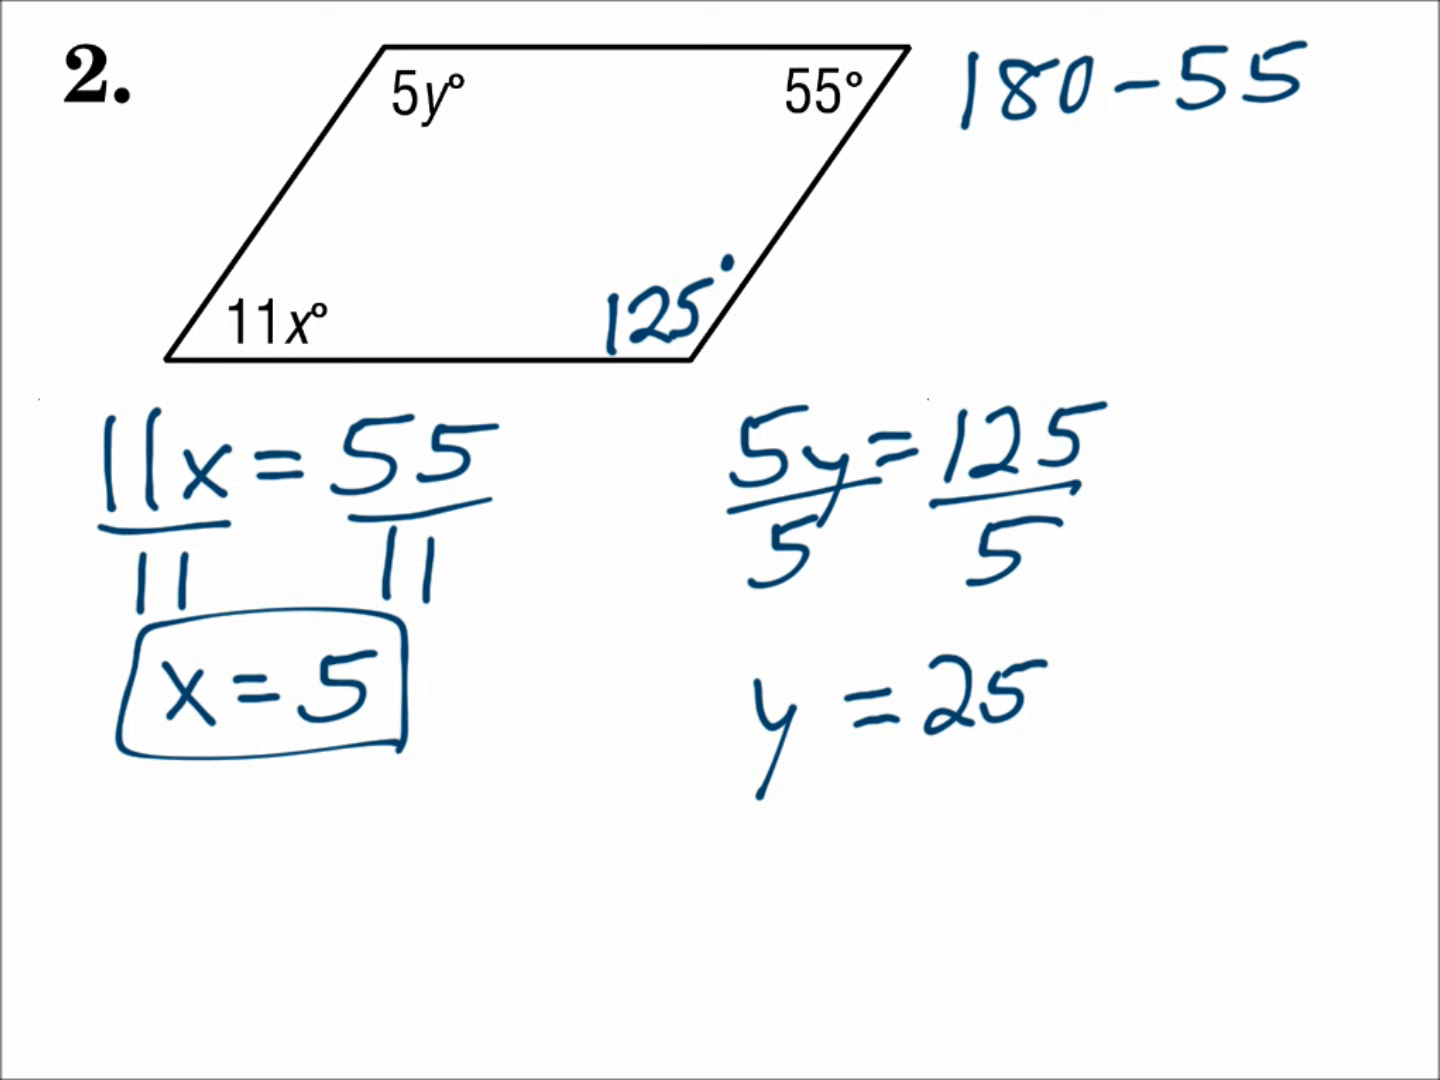 2.
5y° 55° 180-55
11x° 125°
11x = 55
11 11
x = 5
5y = 125
5 5
y = 25